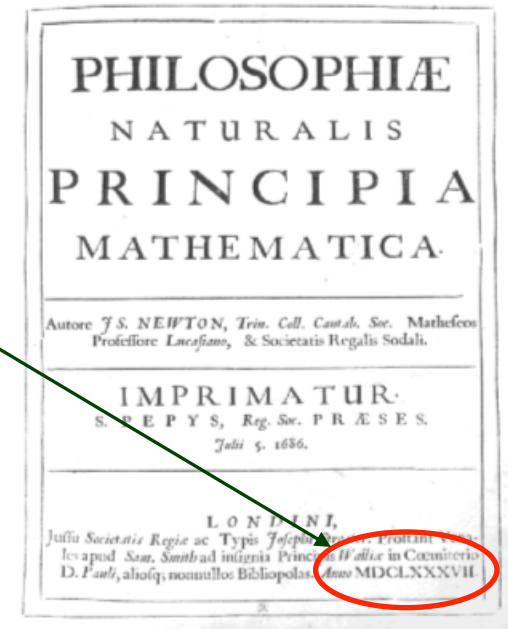 PHILOSOPHIÆ
NATURALIS
PRINCIPIA
MATHEMATICA.
Autore JS. NEWTON, Trin. Coll. Cantab. Soc. Matheseos
Professore Lucasiano, & Societatis Regalis Sodali.
IMPRIMATUR.
S. PEPYS, Reg. Soc. PRÆSES.
Julii 5. 1686.
LONDINI,
Jussu Societatis Regiæ ac Typis Josephi Streater. Prostant Vena-
les apud Sam. Smith ad insignia Principis Walliæ in Cœmiterio
D. Pauli, aliosq; nonnullos Bibliopolas. Anno MDCLXXXVII.